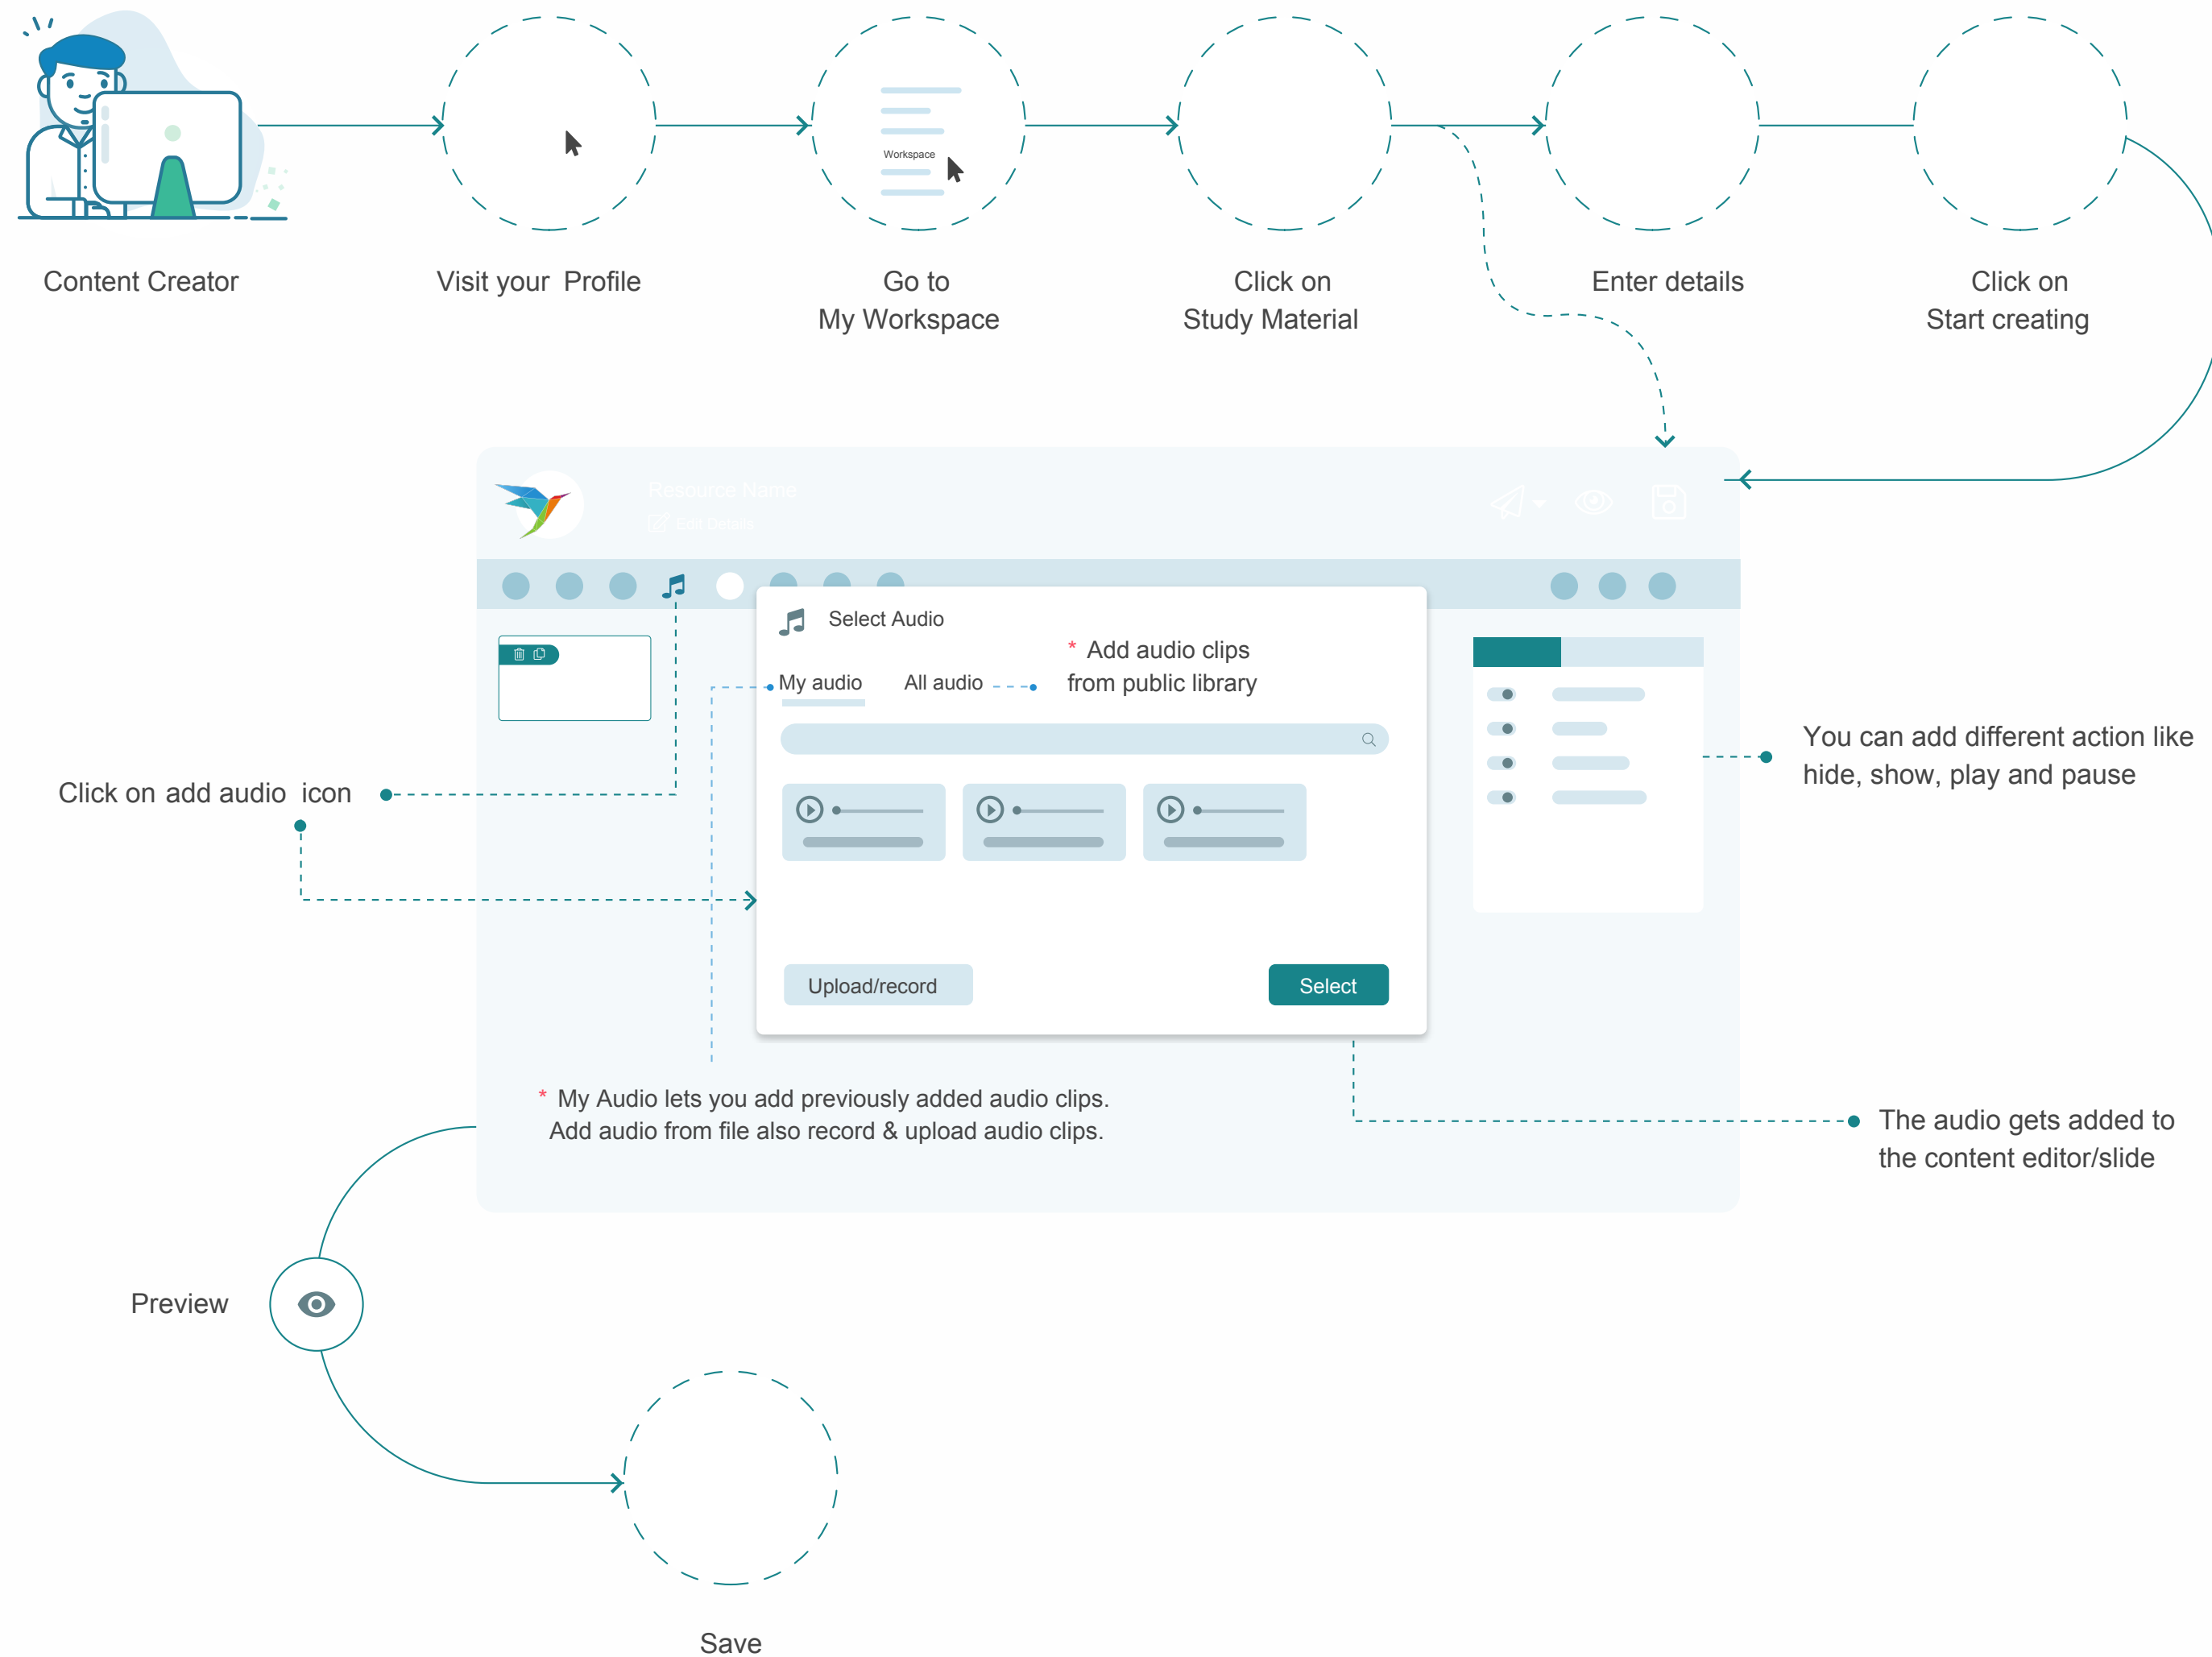 Workspace
Content Creator
Visit your Profile
Go to
My Workspace
Click on
Study Material
Enter details
Click on
Start creating
Resource Name
Edit Details
Select Audio
* Add audio clips
from public library
My audio
All audio
You can add different action like
hide, show, play and pause
Click on add audio icon
Upload/record
Select
* My Audio lets you add previously added audio clips.
Add audio from file also record & upload audio clips.
The audio gets added to
the content editor/slide
Preview
Save